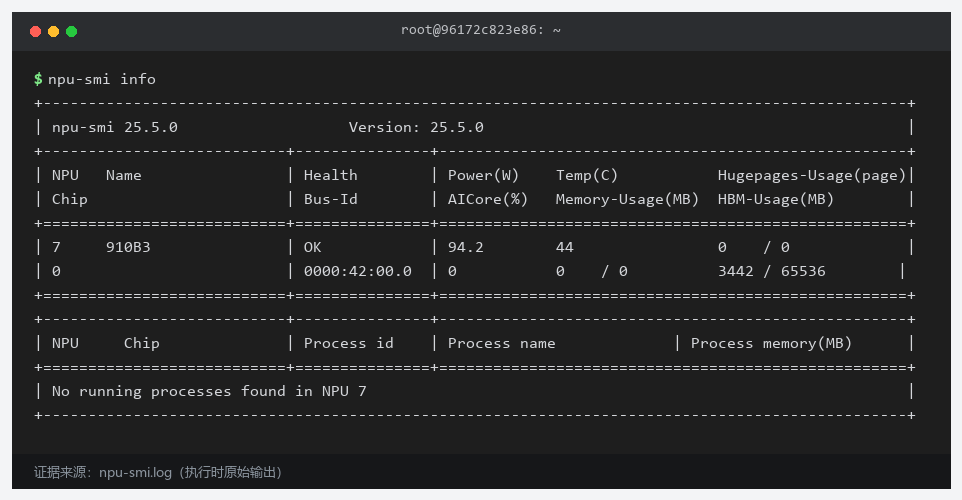 root@96172c823e86: ~
$ npu-smi info
+------------------------------------------------------------------------------------------------+
| npu-smi 25.5.0                   Version: 25.5.0                                               |
+---------------------------+---------------+----------------------------------------------------+
| NPU   Name                | Health        | Power(W)    Temp(C)           Hugepages-Usage(page)|
| Chip                      | Bus-Id        | AICore(%)   Memory-Usage(MB)  HBM-Usage(MB)        |
+===========================+===============+====================================================+
| 7     910B3               | OK            | 94.2        44                0    / 0             |
| 0                         | 0000:42:00.0  | 0           0    / 0          3442 / 65536        |
+===========================+===============+====================================================+
+---------------------------+---------------+----------------------------------------------------+
| NPU     Chip              | Process id    | Process name             | Process memory(MB)      |
+===========================+===============+====================================================+
| No running processes found in NPU 7                                                            |
+------------------------------------------------------------------------------------------------+
证据来源：npu-smi.log（执行时原始输出）